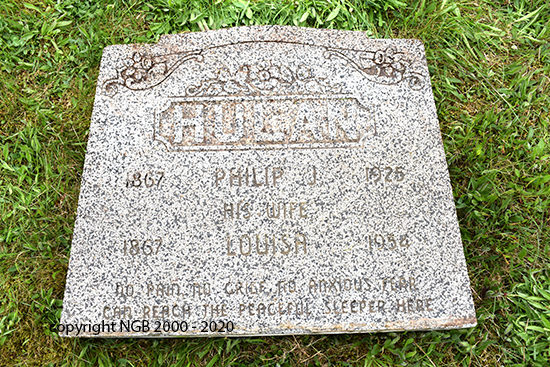 HUGAN
1867 PHILIP J. 1925
HIS WIFE
1867 LOUISA 1958
NO PAIN NO GRIEF NO ANXIOUS FEAR
CAN REACH THE PEACEFUL SLEEPER HERE
copyright NGB 2000 - 2020